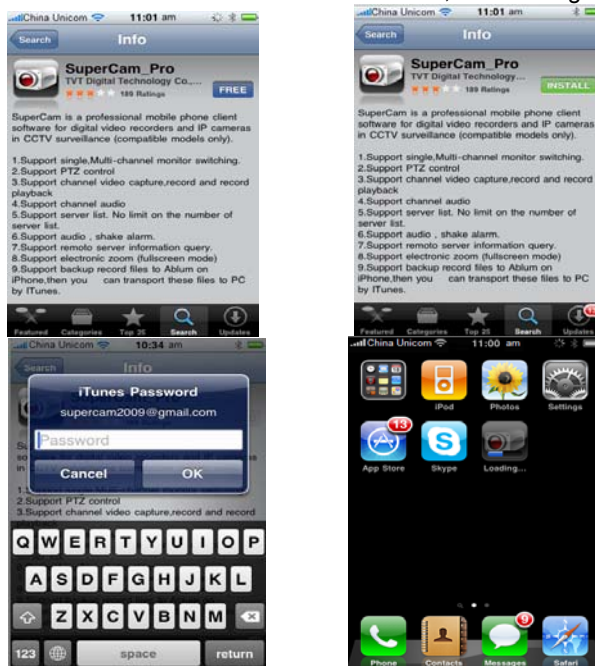 China Unicom 11:01 am
Search Info
SuperCam_Pro
TVT Digital Technology Co.,...
189 Ratings
FREE
SuperCam is a professional mobile phone client
software for digital video recorders and IP cameras
in CCTV surveillance (compatible models only).
1.Support single,Multi-channel monitor switching.
2.Support PTZ control
3.Support channel video capture,record and record
playback
4.Support channel audio
5.Support server list. No limit on the number of
server list.
6.Support audio , shake alarm.
7.Support remoto server information query.
8.Support electronic zoom (fullscreen mode)
9.Support backup record files to Ablum on
iPhone,then you can transport these files to PC
by ITunes.
Featured Categories Top 25 Search Updates
China Unicom 11:01 am
Search Info
SuperCam_Pro
TVT Digital Technology...
189 Ratings
INSTALL
SuperCam is a professional mobile phone client
software for digital video recorders and IP cameras
in CCTV surveillance (compatible models only).
1.Support single,Multi-channel monitor switching.
2.Support PTZ control
3.Support channel video capture,record and record
playback
4.Support channel audio
5.Support server list. No limit on the number of
server list.
6.Support audio , shake alarm.
7.Support remoto server information query.
8.Support electronic zoom (fullscreen mode)
9.Support backup record files to Ablum on
iPhone,then you can transport these files to PC
by ITunes.
Featured Categories Top 25 Search Updates
China Unicom 10:34 am
Search Info
iTunes Password
supercam2009@gmail.com
Password
Cancel OK
2.Support PTZ control
3.Support channel video capture,record and record
Q W E R T Y U I O P
A S D F G H J K L
Z X C V B N M
123 space return
China Unicom 11:00 am
iPod Photos Settings
13
App Store Skype Loading...
9
Phone Contacts Messages Safari